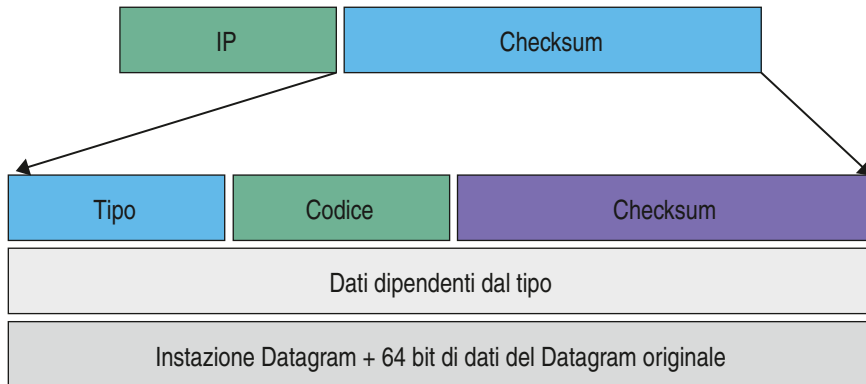 IP
Checksum
Tipo
Codice
Checksum
Dati dipendenti dal tipo
Instazione Datagram + 64 bit di dati del Datagram originale